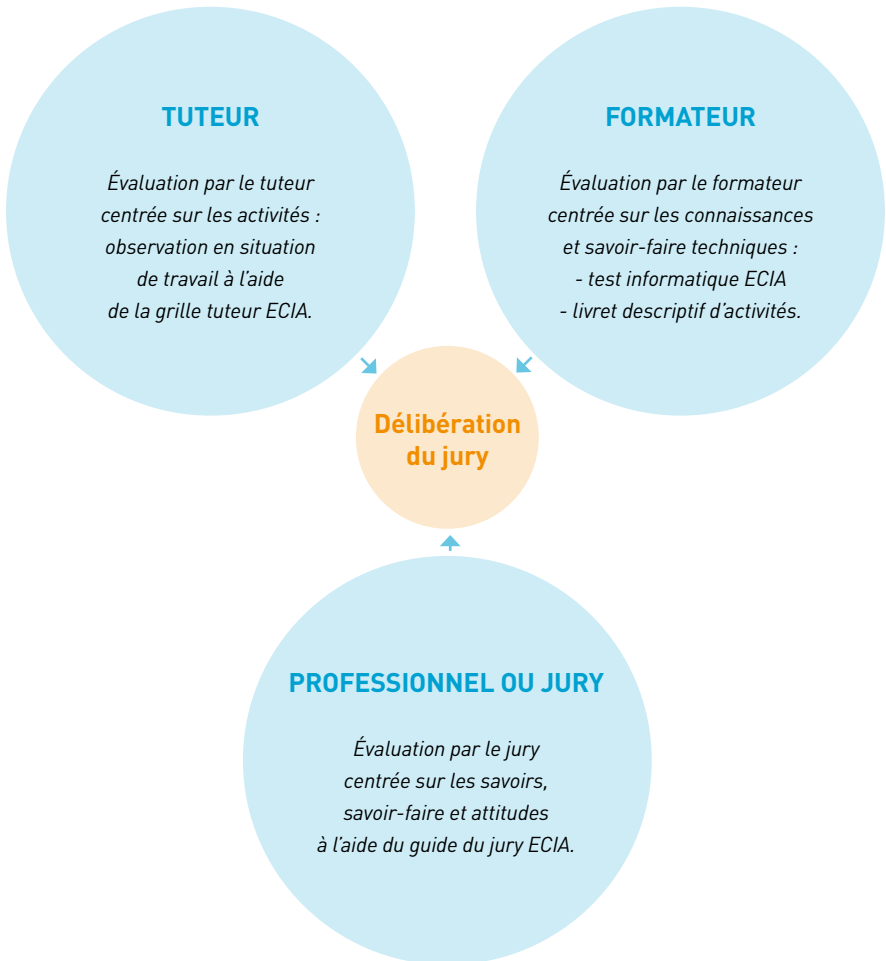 TUTEUR
Évaluation par le tuteur
centrée sur les activités :
observation en situation
de travail à l’aide
de la grille tuteur ECIA.
FORMATEUR
Évaluation par le formateur
centrée sur les connaissances
et savoir-faire techniques :
- test informatique ECIA
- livret descriptif d’activités.
Délibération
du jury
PROFESSIONNEL OU JURY
Évaluation par le jury
centrée sur les savoirs,
savoir-faire et attitudes
à l’aide du guide du jury ECIA.